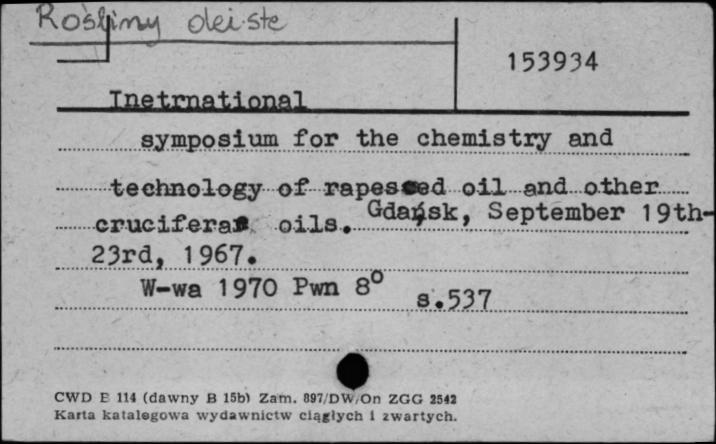 Rośliny oleiste
153934
Inetrnational
symposium for the chemistry and
technology of rapeseed oil and other
cruciferae oils. Gdańsk, September 19th-
23rd, 1967.
W-wa 1970 Pwn 8⁰ s.537
CWD E 114 (dawny B 15b) Zam. 897/DW/On ZGG 2542
Karta katalogowa wydawnictw ciągłych i zwartych.